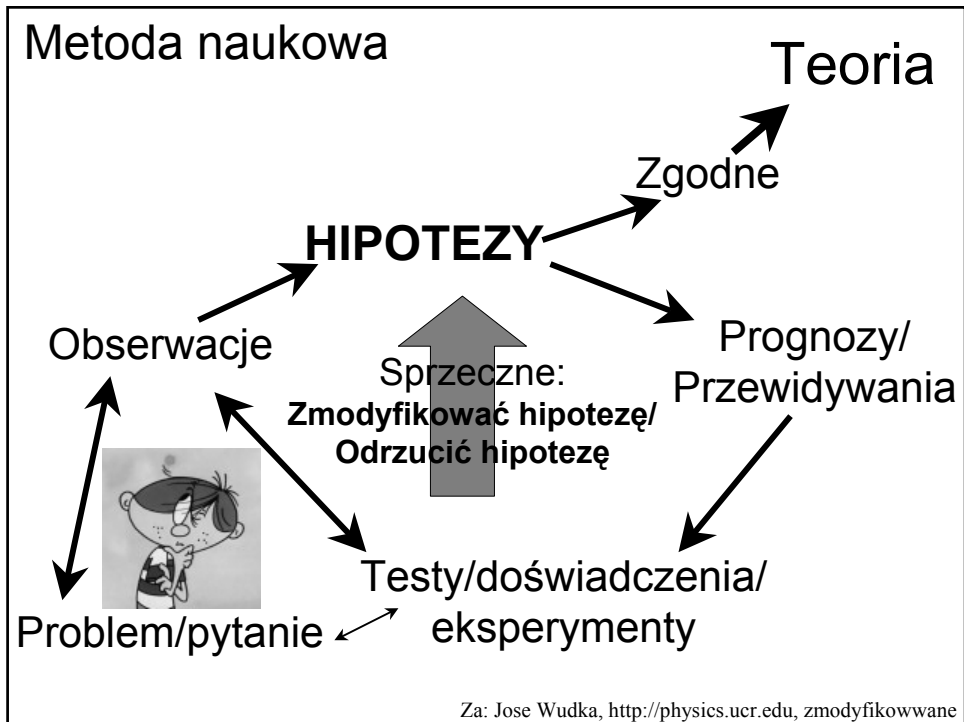 Metoda naukowa
Teoria
Zgodne
HIPOTEZY
Obserwacje
Prognozy/
Przewidywania
Sprzeczne:
Zmodyfikować hipotezę/
Odrzucić hipotezę
Testy/doświadczenia/
eksperymenty
Problem/pytanie
Za: Jose Wudka, http://physics.ucr.edu, zmodyfikowwane